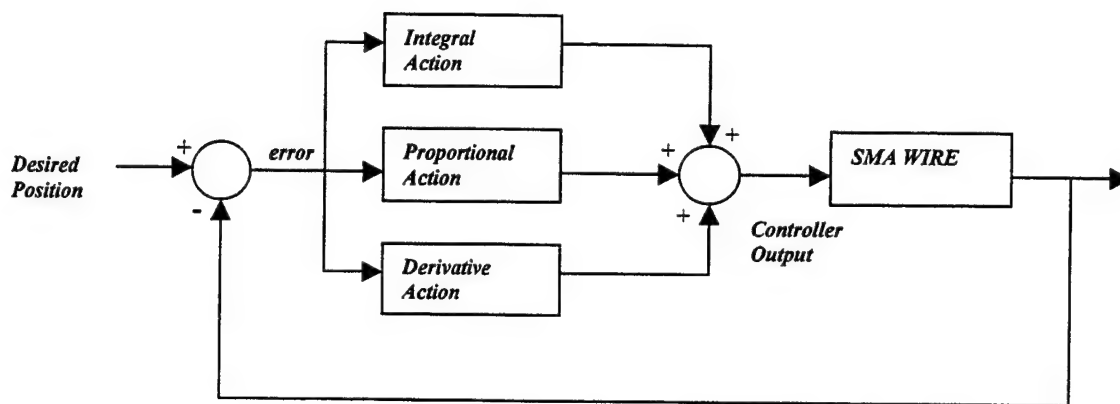 Integral
Action
+
Desired
Position
-
error
Proportional
Action
+
+
+
SMA WIRE
Controller
Output
Derivative
Action